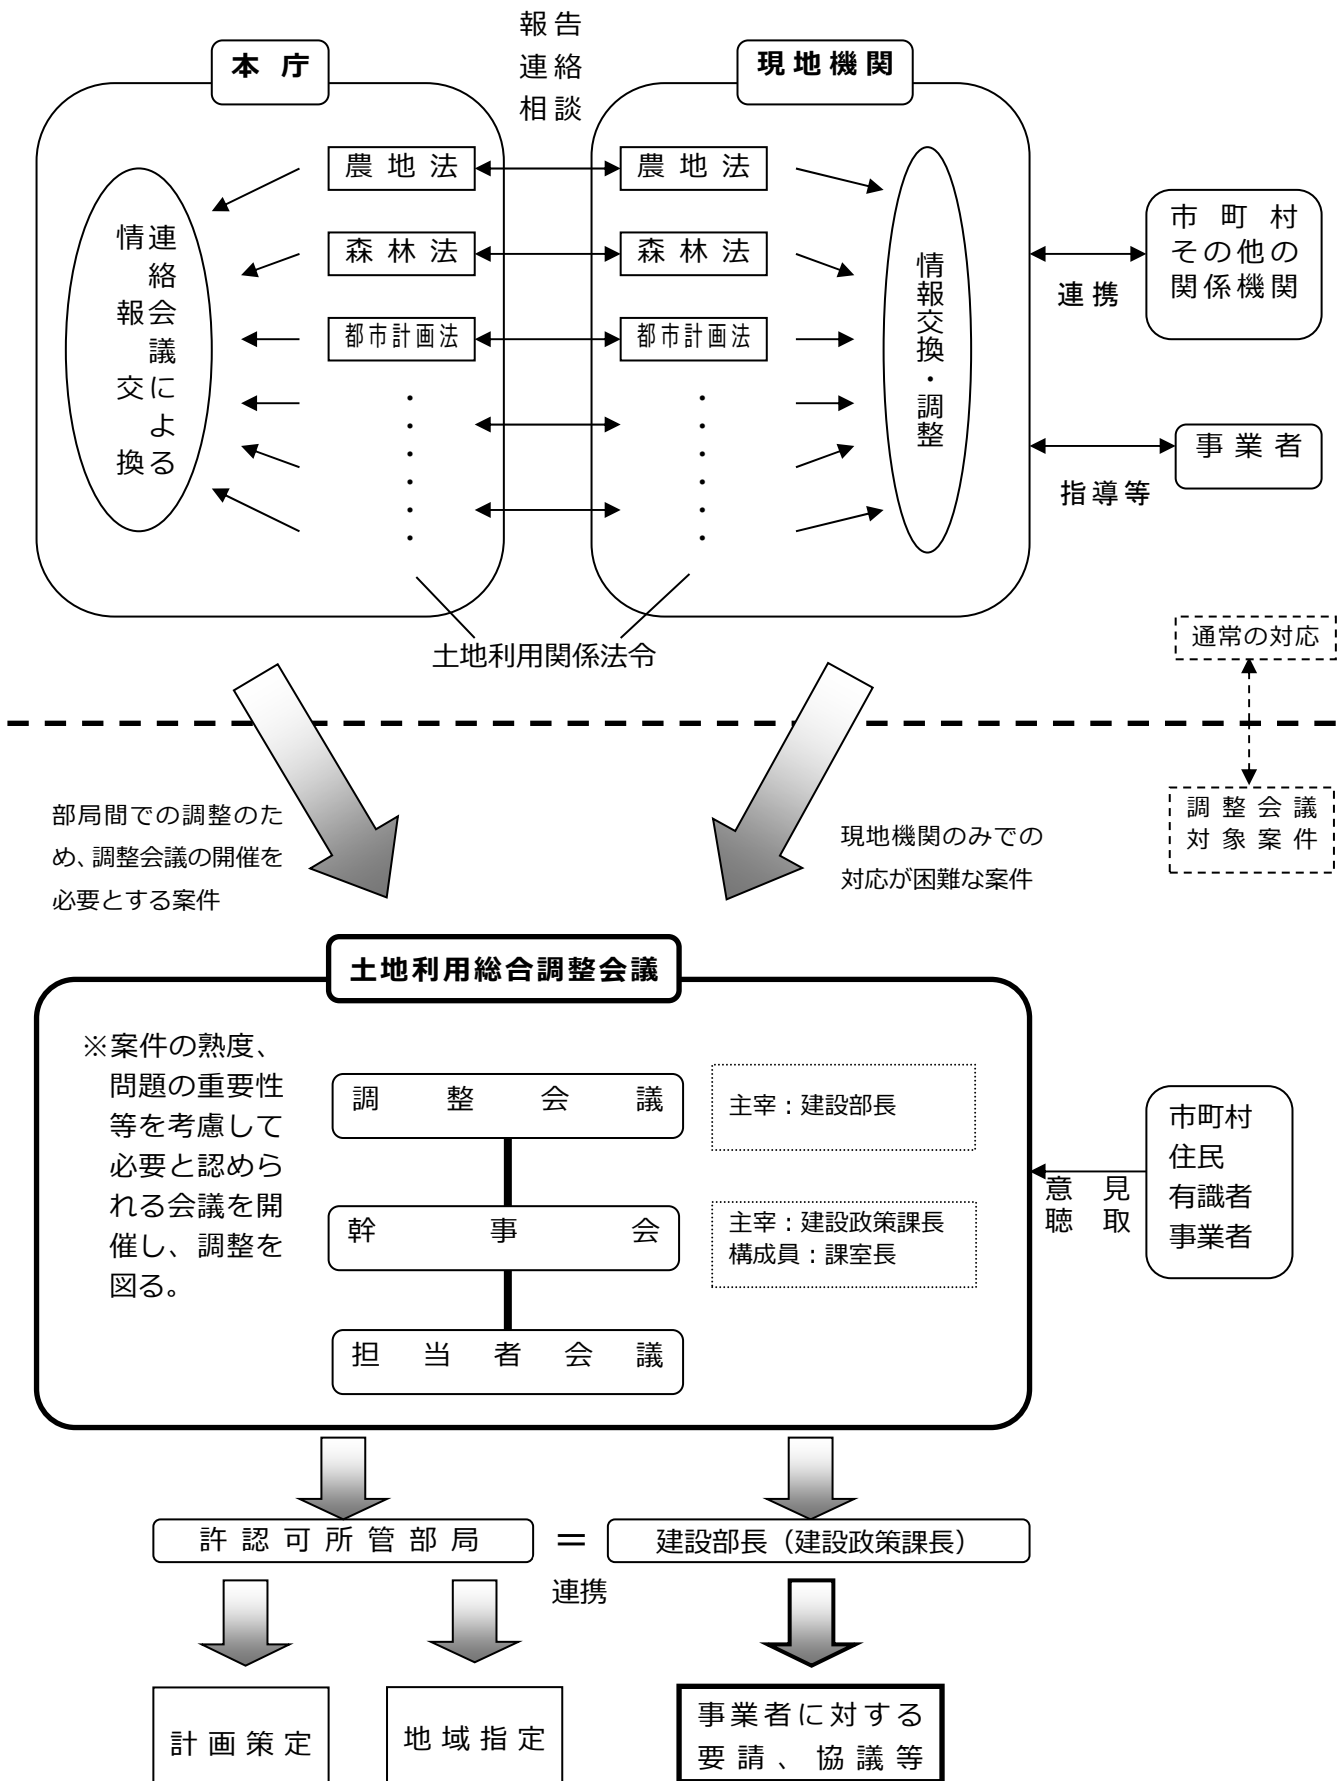 報告
連絡
相談
本庁
現地機関
連絡会議による
情報交換
農地法
森林法
都市計画法
・
・
・
・
・
・
農地法
森林法
都市計画法
・
・
・
・
・
・
情報交換・調整
市町村
その他の
関係機関
連携
事業者
指導等
土地利用関係法令
通常の対応
調整会議
対象案件
部局間での調整のた
め、調整会議の開催を
必要とする案件
現地機関のみでの
対応が困難な案件
土地利用総合調整会議
※案件の熟度、
問題の重要性
等を考慮して
必要と認めら
れる会議を開
催し、調整を
図る。
調整会議
主宰：建設部長
幹事会
主宰：建設政策課長
構成員：課室長
担当者会議
意見
聴取
市町村
住民
有識者
事業者
許認可所管部局
＝
連携
建設部長（建設政策課長）
計画策定
地域指定
事業者に対する
要請、協議等